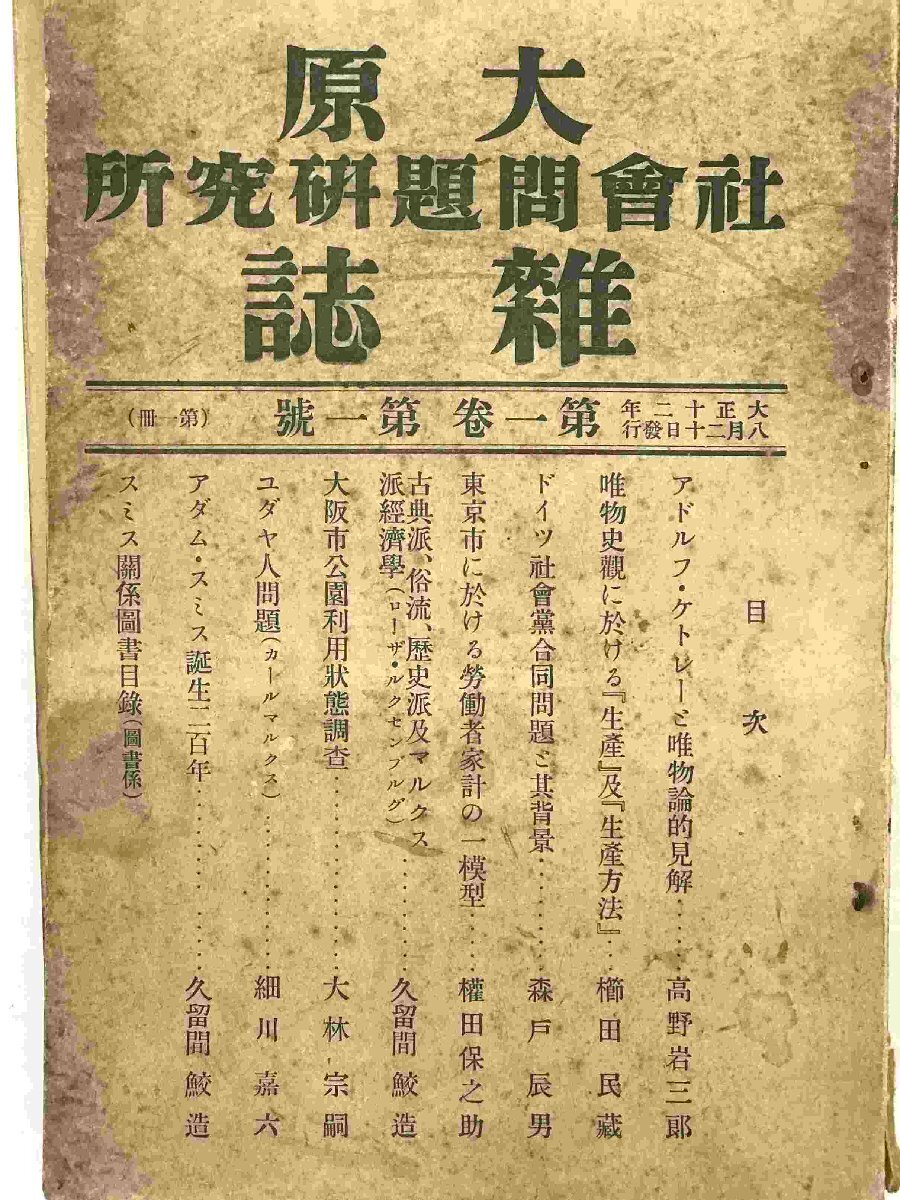 大原
社會問題研究所
雜誌
大正十二年
八月二十日發行
第一卷 第一號
(第一冊)
目次
アドルフ・ケトレーと唯物論的見解‥‥高野岩三郎
唯物史觀に於ける『生產』及『生產方法』‥櫛田民藏
ドイツ社會黨合同問題と其背景‥‥‥‥森戸辰男
東京市に於ける勞働者家計の一模型‥‥權田保之助
古典派、俗流、歷史派及マルクス
派經濟學(ローザ・ルクセンブルグ)‥‥‥‥久留間鮫造
大阪市公園利用狀態調查‥‥‥‥‥‥‥‥大林宗嗣
ユダヤ人問題(カールマルクス)‥‥‥‥‥‥細川嘉六
アダム・スミス誕生二百年‥‥‥‥‥‥‥‥久留間鮫造
スミス關係圖書目錄(圖書係)